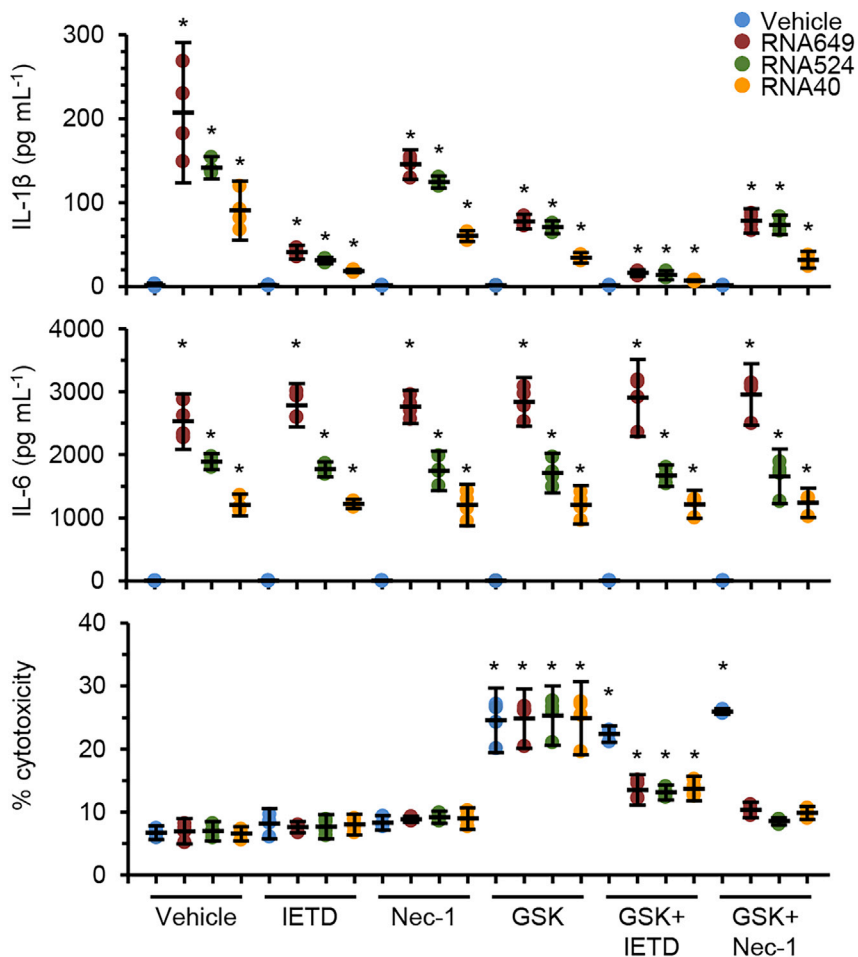 Vehicle
RNA649
RNA524
RNA40
IL-1β (pg mL⁻¹)
300
200
100
0
* * * * * * * * * * * * * * * * * *
IL-6 (pg mL⁻¹)
4000
3000
2000
1000
0
* * * * * * * * * * * * * * * * * *
% cytotoxicity
40
30
20
10
0
* * * * * * * * *
Vehicle IETD Nec-1 GSK GSK+ GSK+
IETD Nec-1